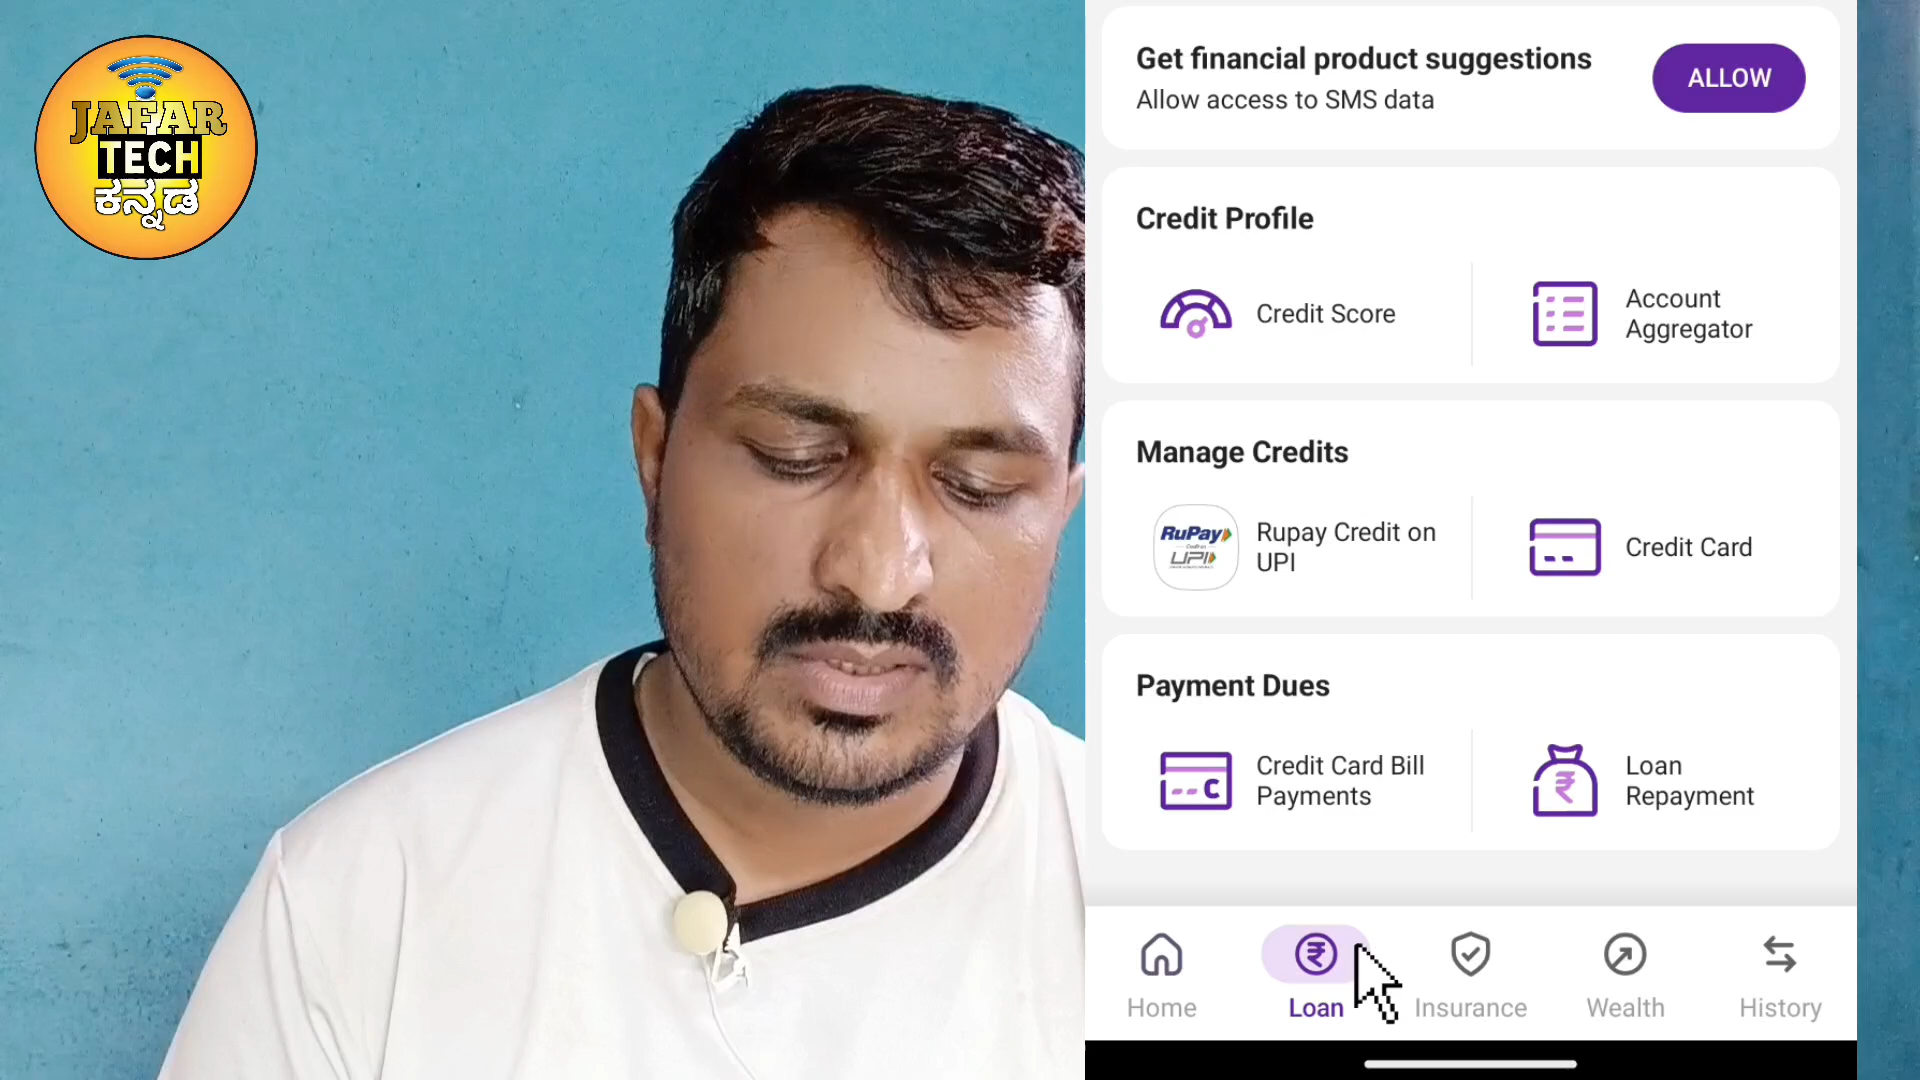 JAFAR
TECH
ಕನ್ನಡ
Get financial product suggestions
Allow access to SMS data
ALLOW
Credit Profile
Credit Score
Account
Aggregator
Manage Credits
RuPay
UPI
Rupay Credit on
UPI
Credit Card
Payment Dues
C
Credit Card Bill
Payments
Loan
Repayment
Home
Loan
Insurance
Wealth
History